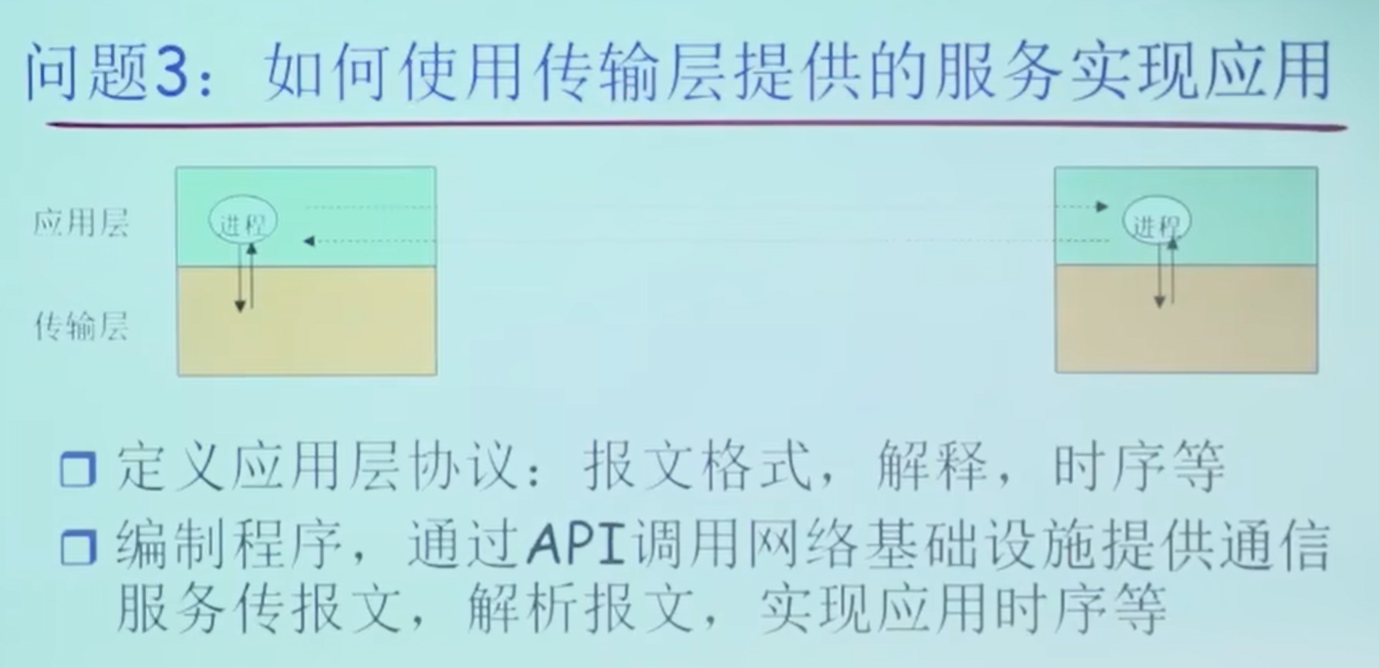 问题3：如何使用传输层提供的服务实现应用
应用层
进程
进程
传输层
定义应用层协议：报文格式，解释，时序等
编制程序，通过API调用网络基础设施提供通信
服务传报文，解析报文，实现应用时序等